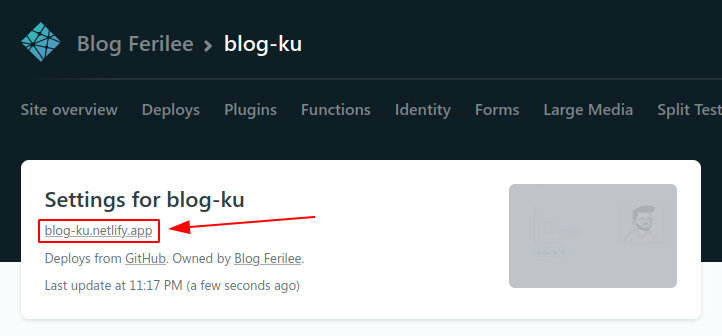 Blog Ferilee > blog-ku
Site overview Deploys Plugins Functions Identity Forms Large Media Split Test
Settings for blog-ku
blog-ku.netlify.app
Deploys from GitHub. Owned by Blog Ferilee.
Last update at 11:17 PM (a few seconds ago)